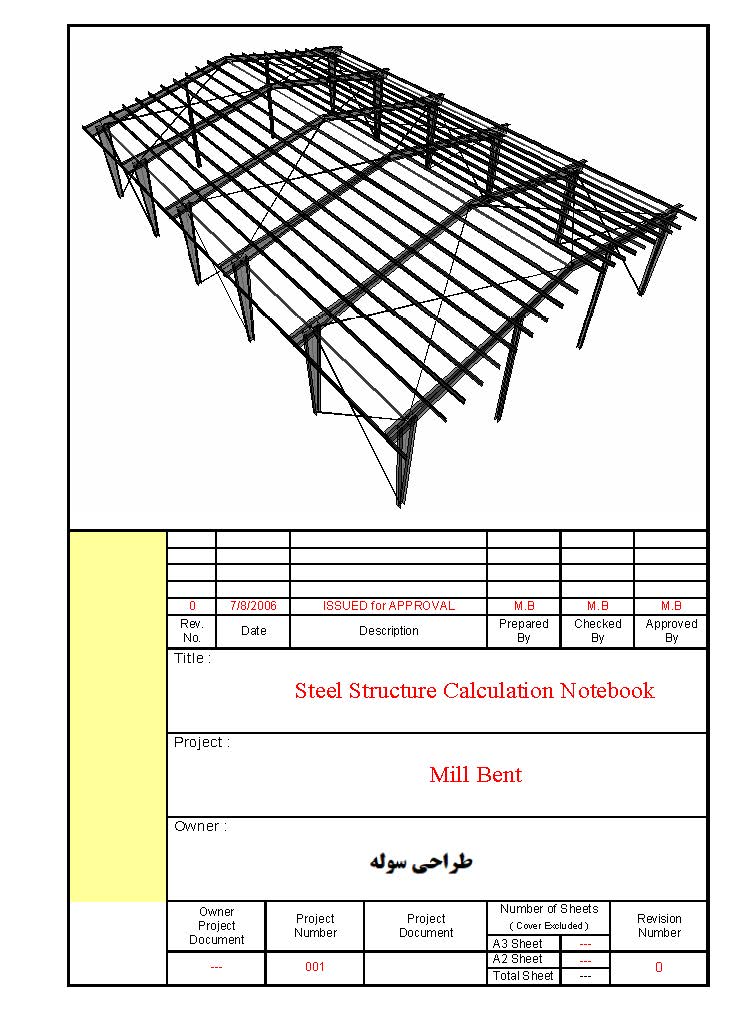 0 7/8/2006 ISSUED for APPROVAL M.B M.B M.B
Rev. No. Date Description Prepared By Checked By Approved By
Title :
Steel Structure Calculation Notebook
Project :
Mill Bent
Owner :
طراحی سوله
Owner Project Document Project Number Project Document Number of Sheets Revision Number
( Cover Excluded )
A3 Sheet ---
--- 001 A2 Sheet --- 0
Total Sheet ---